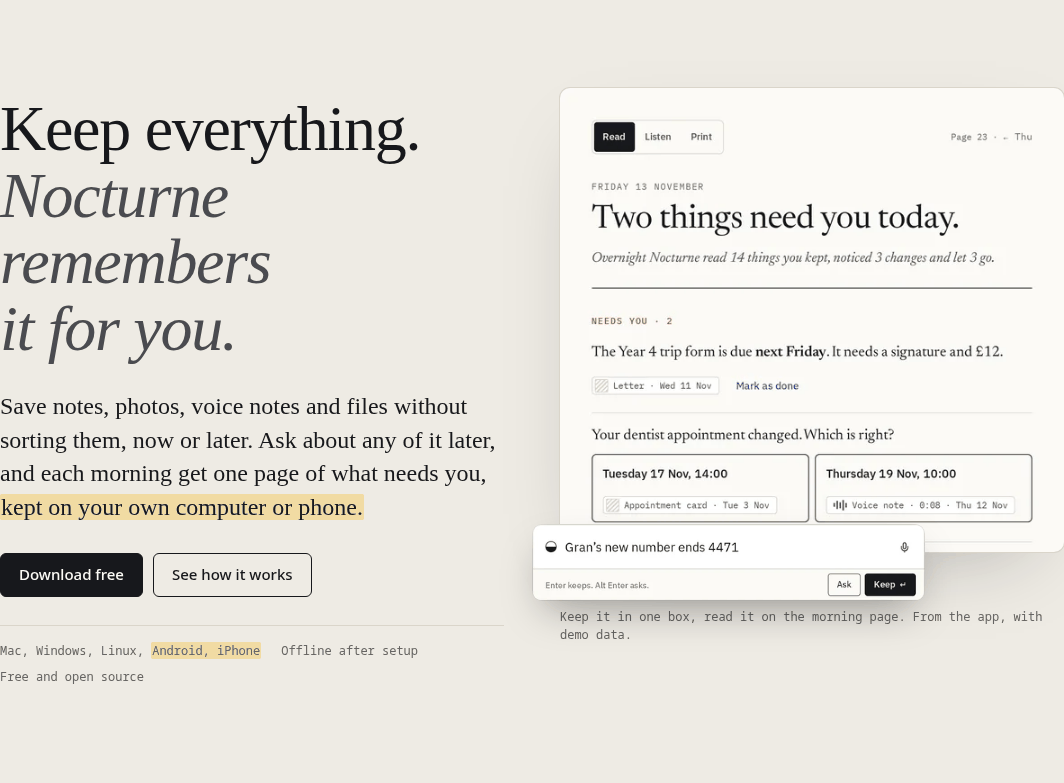 Keep everything.
Nocturne
remembers
it for you.
Save notes, photos, voice notes and files without
sorting them, now or later. Ask about any of it later,
and each morning get one page of what needs you,
kept on your own computer or phone.
Download free
See how it works
Mac, Windows, Linux, Android, iPhone Offline after setup
Free and open source
Read Listen Print
Page 23 · ← Thu
FRIDAY 13 NOVEMBER
Two things need you today.
Overnight Nocturne read 14 things you kept, noticed 3 changes and let 3 go.
NEEDS YOU · 2
The Year 4 trip form is due next Friday. It needs a signature and £12.
Letter · Wed 11 Nov
Mark as done
Your dentist appointment changed. Which is right?
Tuesday 17 Nov, 14:00
Appointment card · Tue 3 Nov
Thursday 19 Nov, 10:00
Voice note · 0:08 · Thu 12 Nov
Gran's new number ends 4471
Enter keeps. Alt Enter asks.
Ask
Keep ↵
Keep it in one box, read it on the morning page. From the app, with
demo data.